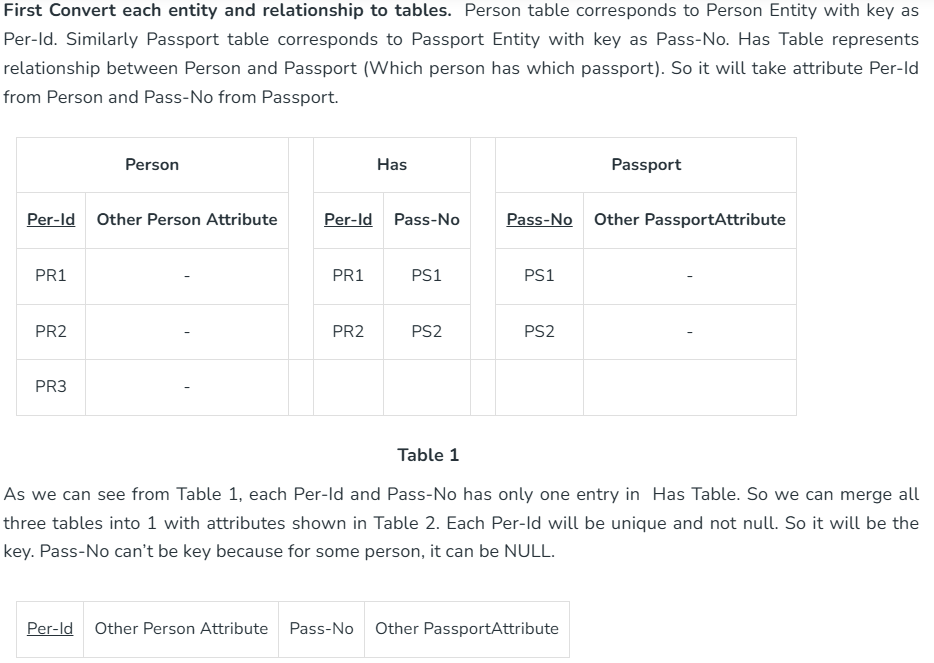 First Convert each entity and relationship to tables.  Person table corresponds to Person Entity with key as
Per-Id. Similarly Passport table corresponds to Passport Entity with key as Pass-No. Has Table represents
relationship between Person and Passport (Which person has which passport). So it will take attribute Per-Id
from Person and Pass-No from Passport.
Person Has Passport
Per-Id Other Person Attribute Per-Id Pass-No Pass-No Other PassportAttribute
PR1 - PR1 PS1 PS1 -
PR2 - PR2 PS2 PS2 -
PR3 -
Table 1
As we can see from Table 1, each Per-Id and Pass-No has only one entry in  Has Table. So we can merge all
three tables into 1 with attributes shown in Table 2. Each Per-Id will be unique and not null. So it will be the
key. Pass-No can’t be key because for some person, it can be NULL.
Per-Id Other Person Attribute Pass-No Other PassportAttribute